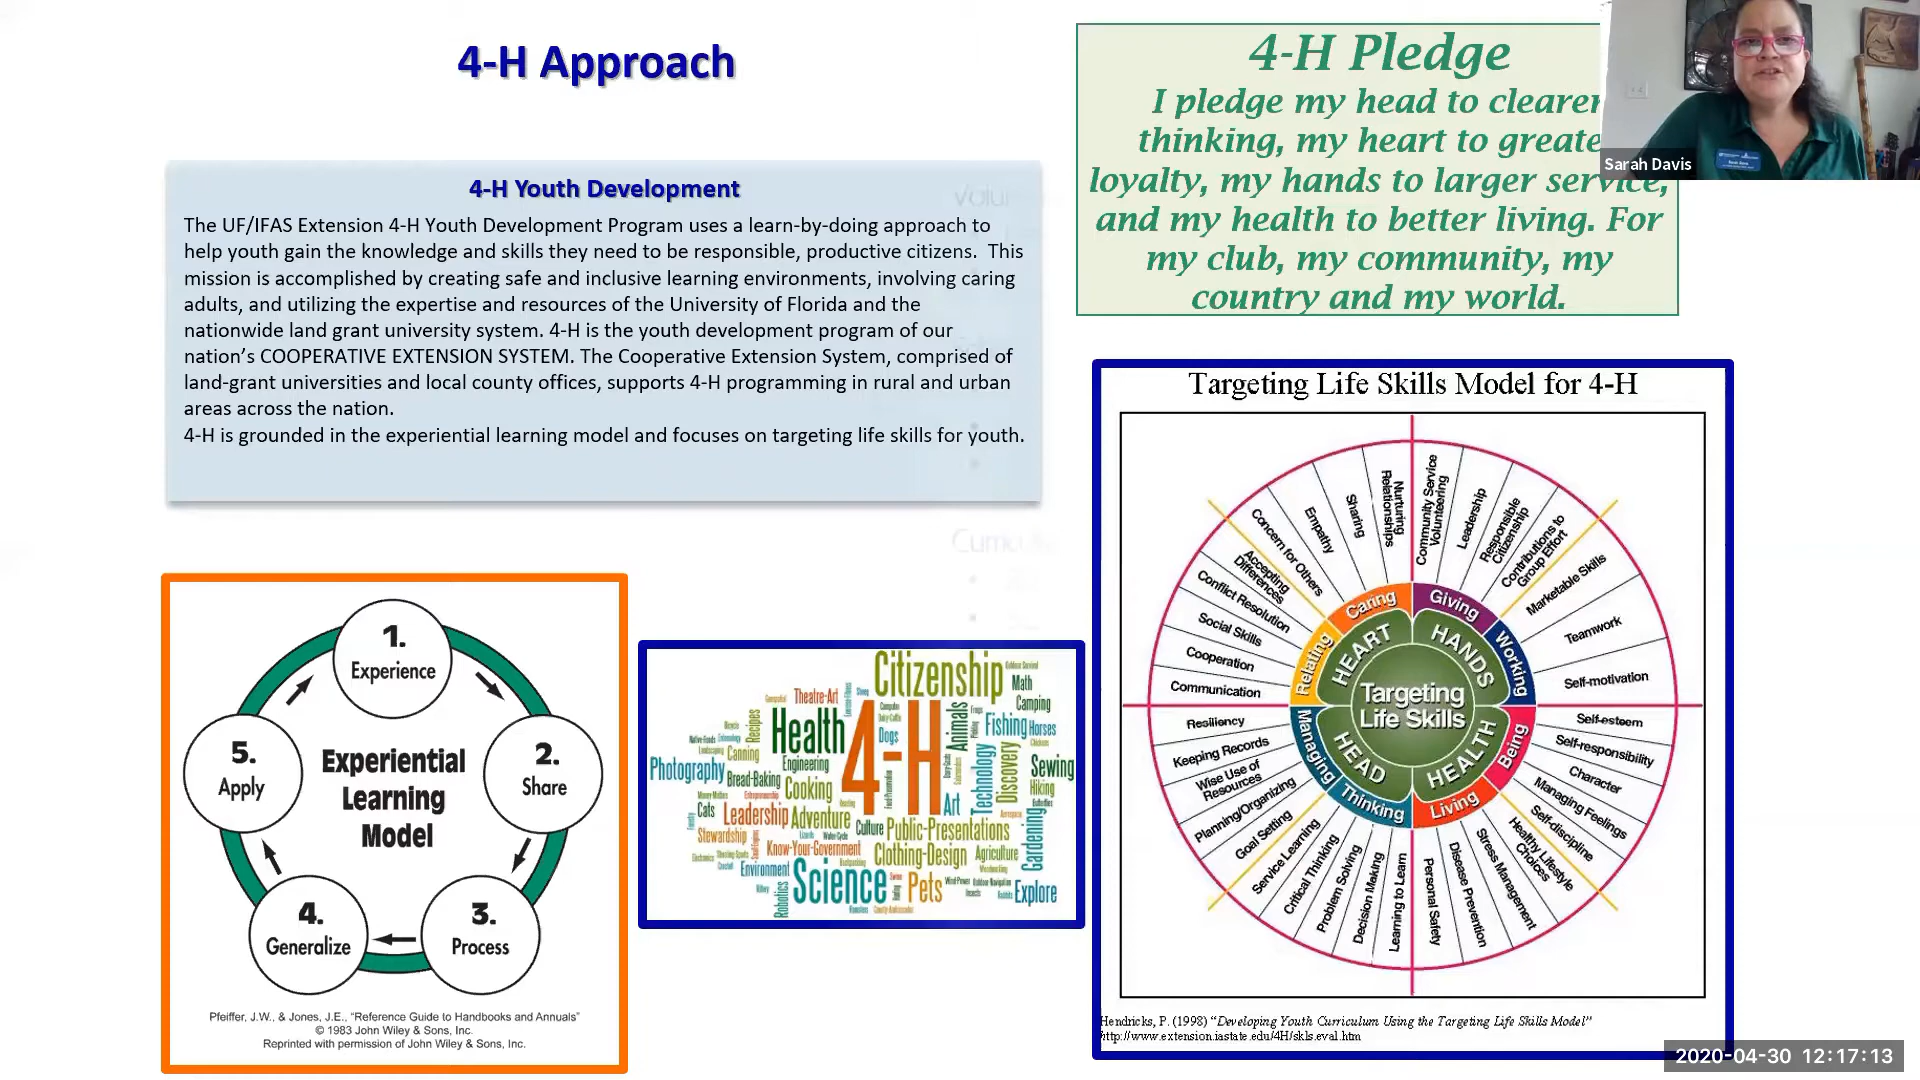 4-H Approach
4-H Pledge
I pledge my head to clearer
thinking, my heart to greate
loyalty, my hands to larger service,
and my health to better living. For
my club, my community, my
country and my world.
Sarah Davis
4-H Youth Development
The UF/IFAS Extension 4-H Youth Development Program uses a learn-by-doing approach to
help youth gain the knowledge and skills they need to be responsible, productive citizens. This
mission is accomplished by creating safe and inclusive learning environments, involving caring
adults, and utilizing the expertise and resources of the University of Florida and the
nationwide land grant university system. 4-H is the youth development program of our
nation’s COOPERATIVE EXTENSION SYSTEM. The Cooperative Extension System, comprised of
land-grant universities and local county offices, supports 4-H programming in rural and urban
areas across the nation.
4-H is grounded in the experiential learning model and focuses on targeting life skills for youth.
1.
Experience
2.
Share
3.
Process
4.
Generalize
5.
Apply
Experiential
Learning
Model
Pfeiffer, J.W., & Jones, J.E., “Reference Guide to Handbooks and Annuals”
© 1983 John Wiley & Sons, Inc.
Reprinted with permission of John Wiley & Sons, Inc.
Citizenship
Theatre-Art
Math
Camping
Health
4-H
Recipes
Dogs
Animals
Fishing
Horses
Canning
Engineering
Photography
Bread-Baking
Cooking
Technology
Discovery
Sewing
Hiking
Cats
Leadership
Adventure
Art
Stewardship
Culture
Public-Presentations
Gardening
Know-Your-Government
Clothing-Design
Agriculture
Environment
Robotics
Science
Pets
Explore
Targeting Life Skills Model for 4-H
Nurturing
Relationships
Sharing
Empathy
Concern for Others
Accepting
Differences
Conflict Resolution
Social Skills
Cooperation
Communication
Community Service
Volunteering
Leadership
Responsible
Citizenship
Contributions to
Group Effort
Marketable Skills
Teamwork
Self-motivation
Caring
Giving
Relating
Working
HEART
HANDS
Targeting
Life Skills
HEAD
HEALTH
Managing
Being
Thinking
Living
Resiliency
Keeping Records
Wise Use of
Resources
Planning/Organizing
Goal Setting
Service Learning
Critical Thinking
Problem Solving
Decision Making
Learning to Learn
Self-esteem
Self-responsibility
Character
Managing Feelings
Self-discipline
Healthy Lifestyle
Choices
Stress Management
Disease Prevention
Personal Safety
Hendricks, P. (1998) “Developing Youth Curriculum Using the Targeting Life Skills Model”
http://www.extension.iastate.edu/4H/skls.eval.htm
2020-04-30 12:17:13